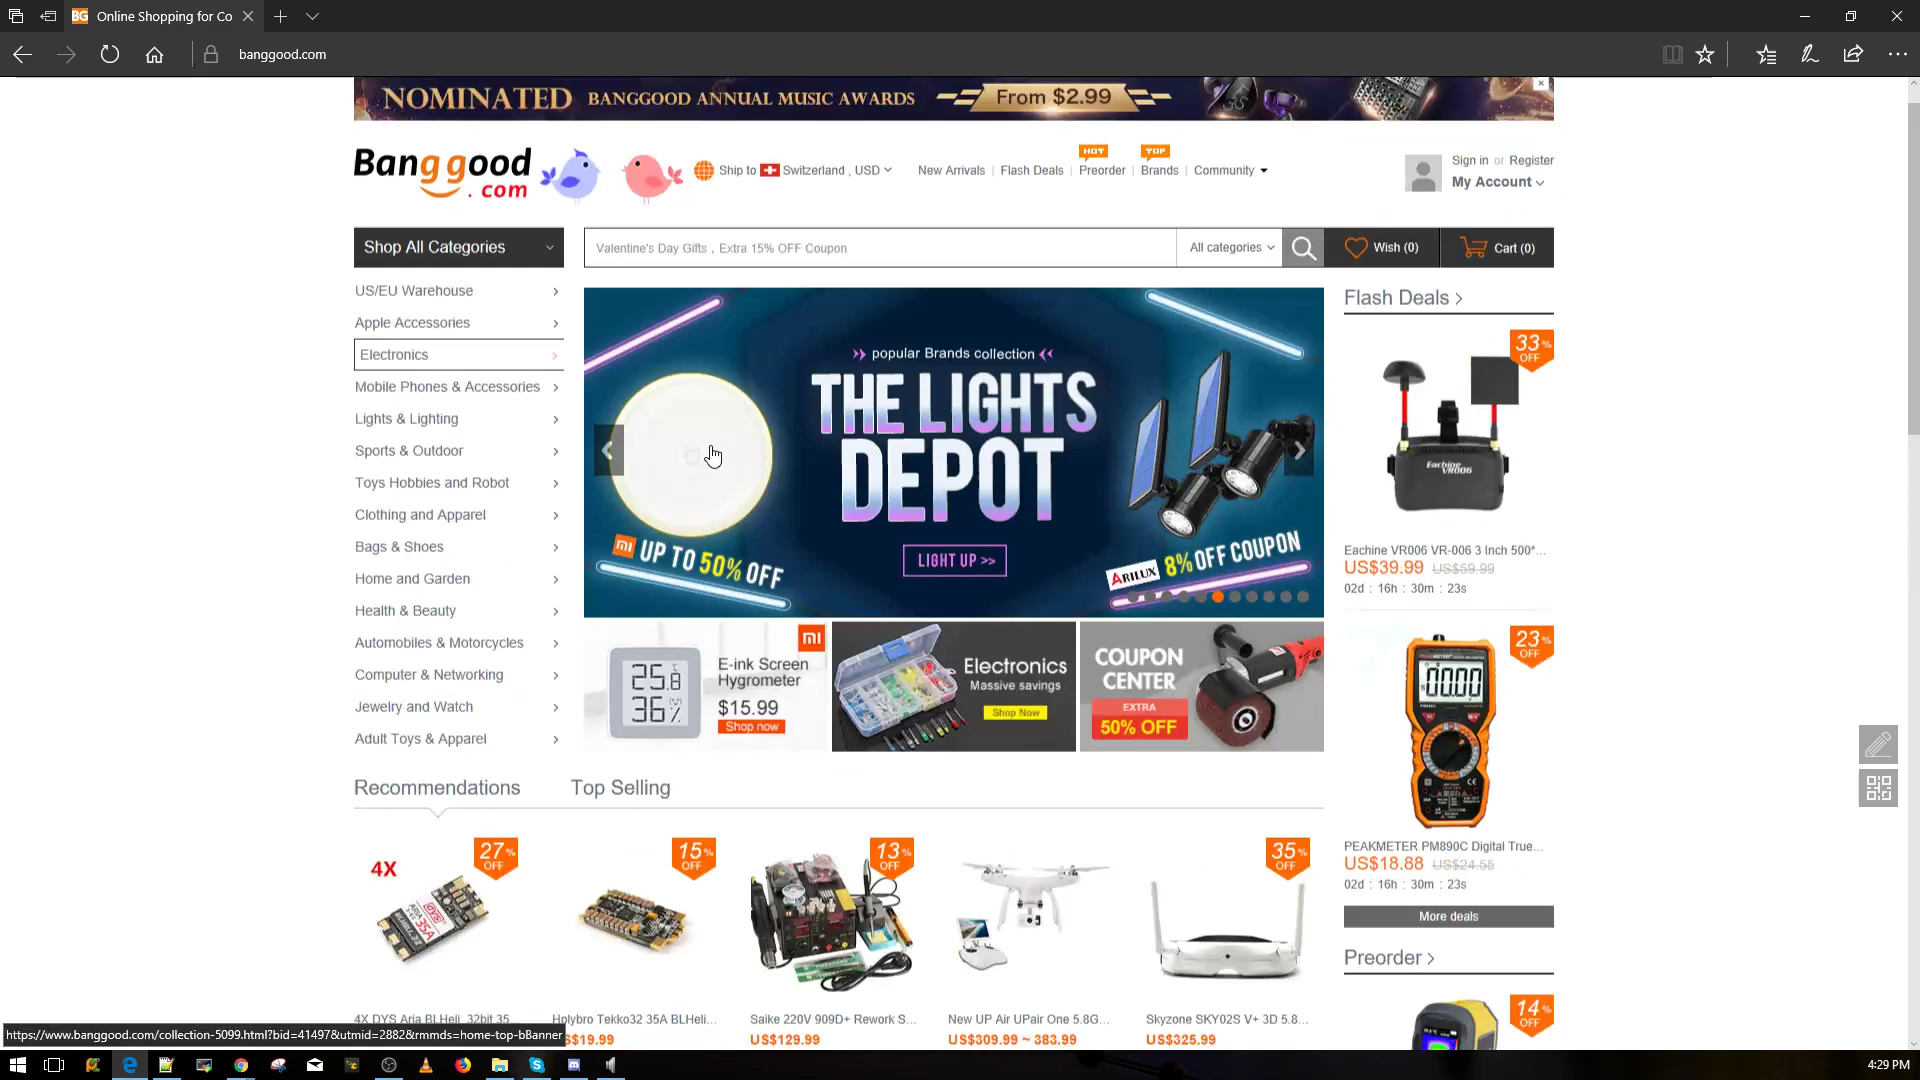 Online Shopping for Co
banggood.com
NOMINATED BANGGOOD ANNUAL MUSIC AWARDS From $2.99
Banggood
.com
Ship to Switzerland , USD
New Arrivals
Flash Deals
HOT
Preorder
TOP
Brands
Community
Sign in or Register
My Account
Shop All Categories
Valentine's Day Gifts , Extra 15% OFF Coupon
All categories
Wish (0)
Cart (0)
US/EU Warehouse
Apple Accessories
Electronics
Mobile Phones & Accessories
Lights & Lighting
Sports & Outdoor
Toys Hobbies and Robot
Clothing and Apparel
Bags & Shoes
Home and Garden
Health & Beauty
Automobiles & Motorcycles
Computer & Networking
Jewelry and Watch
Adult Toys & Apparel
popular Brands collection
THE LIGHTS
DEPOT
LIGHT UP >>
UP TO 50% OFF
ARILUX 8% OFF COUPON
25.8
36%
E-ink Screen
Hygrometer
$15.99
Shop now
Electronics
Massive savings
Shop Now
COUPON
CENTER
EXTRA
50% OFF
Flash Deals >
33% OFF
Eachine
VR006
Eachine VR006 VR-006 3 Inch 500*...
US$39.99 US$59.99
02d : 16h : 30m : 23s
23% OFF
00.00
PEAKMETER PM890C Digital True...
US$18.88 US$24.55
02d : 16h : 30m : 23s
More deals
Preorder >
14% OFF
Recommendations
Top Selling
4X
27% OFF
DYS
ARIA
35A
4X DYS Aria BLHeli_32bit 35
15% OFF
Holybro Tekko32 35A BLHeli...
S$19.99
13% OFF
Saike 220V 909D+ Rework S...
US$129.99
New UP Air UPair One 5.8G...
US$309.99 ~ 383.99
35% OFF
Skyzone SKY02S V+ 3D 5.8...
US$325.99
https://www.banggood.com/collection-5099.html?bid=41497&utmid=2882&rmmds=home-top-bBanner
4:29 PM